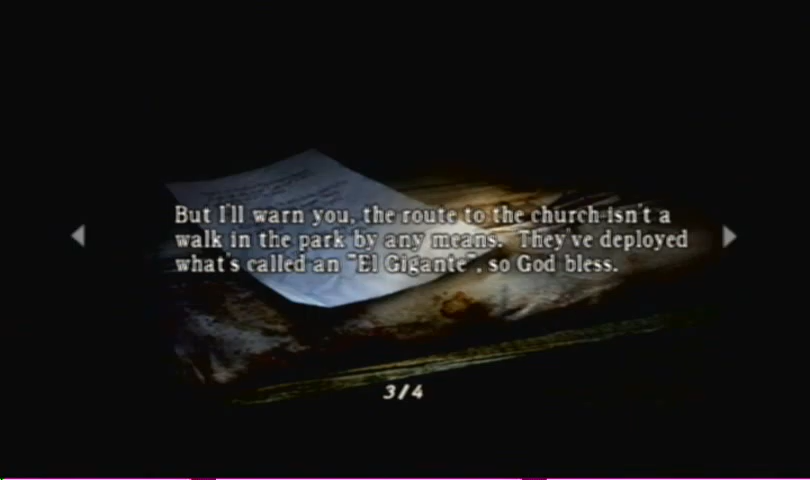 But I'll warn you, the route to the church isn't a
walk in the park by any means. They've deployed
what's called an "El Gigante", so God bless.
3/4